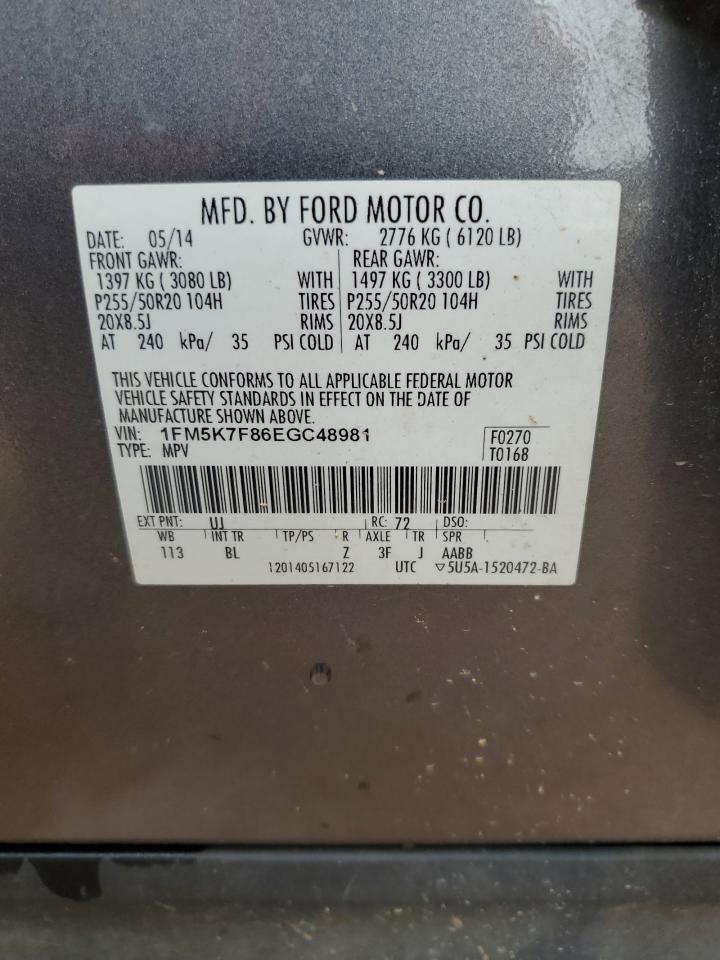 MFD. BY FORD MOTOR CO.
DATE: 05/14 GVWR: 2776 KG ( 6120 LB)
FRONT GAWR: REAR GAWR:
1397 KG ( 3080 LB) WITH 1497 KG ( 3300 LB) WITH
P255/50R20 104H TIRES P255/50R20 104H TIRES
20X8.5J RIMS 20X8.5J RIMS
AT 240 kPa/ 35 PSI COLD AT 240 kPa/ 35 PSI COLD
THIS VEHICLE CONFORMS TO ALL APPLICABLE FEDERAL MOTOR
VEHICLE SAFETY STANDARDS IN EFFECT ON THE DATE OF
MANUFACTURE SHOWN ABOVE.
VIN: 1FM5K7F86EGC48981 F0270
TYPE: MPV T0168
EXT PNT: UJ RC: 72 DSO:
WB INT TR TP/PS R AXLE TR SPR
113 BL Z 3F J AABB
1201405167122 UTC ▽5U5A-1520472-BA